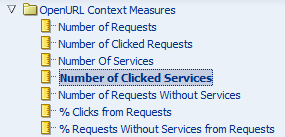 OpenURL Context Measures
Number of Requests
Number of Clicked Requests
Number Of Services
Number of Clicked Services
Number of Requests Without Services
% Clicks from Requests
% Requests Without Services from Requests